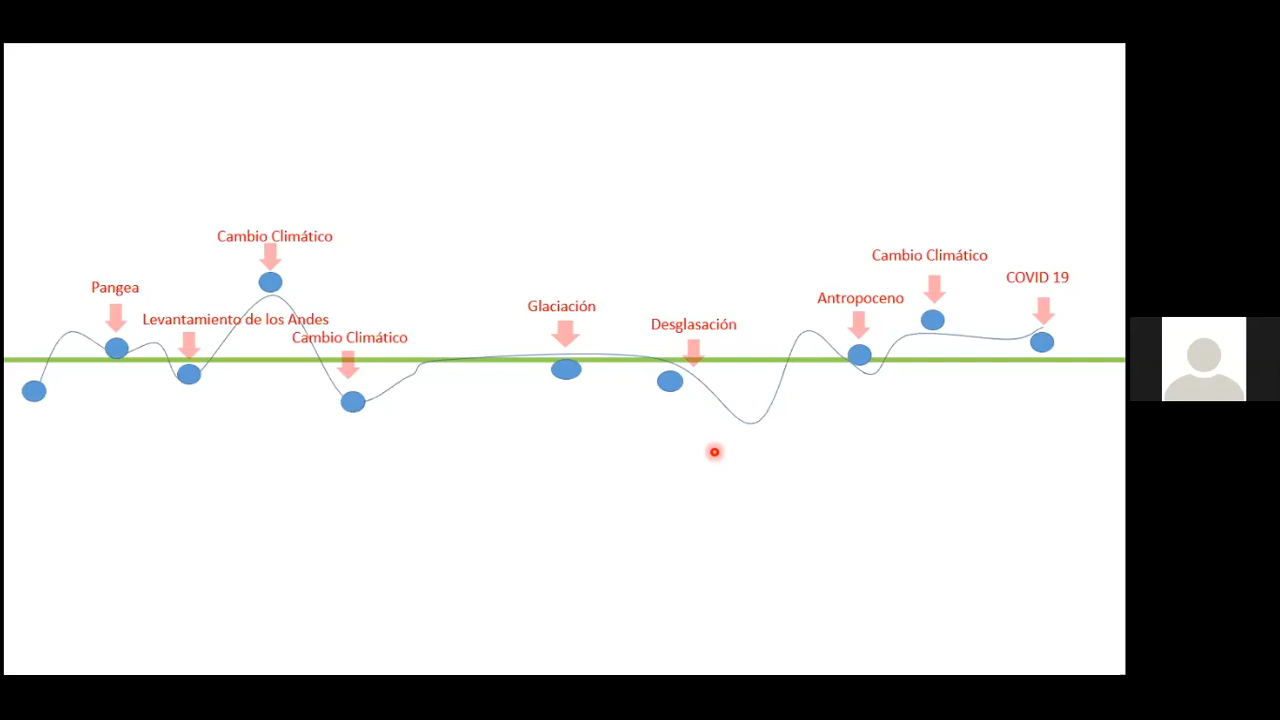 Pangea
Levantamiento de los Andes
Cambio Climático
Cambio Climático
Glaciación
Desglasación
Antropoceno
Cambio Climático
COVID 19